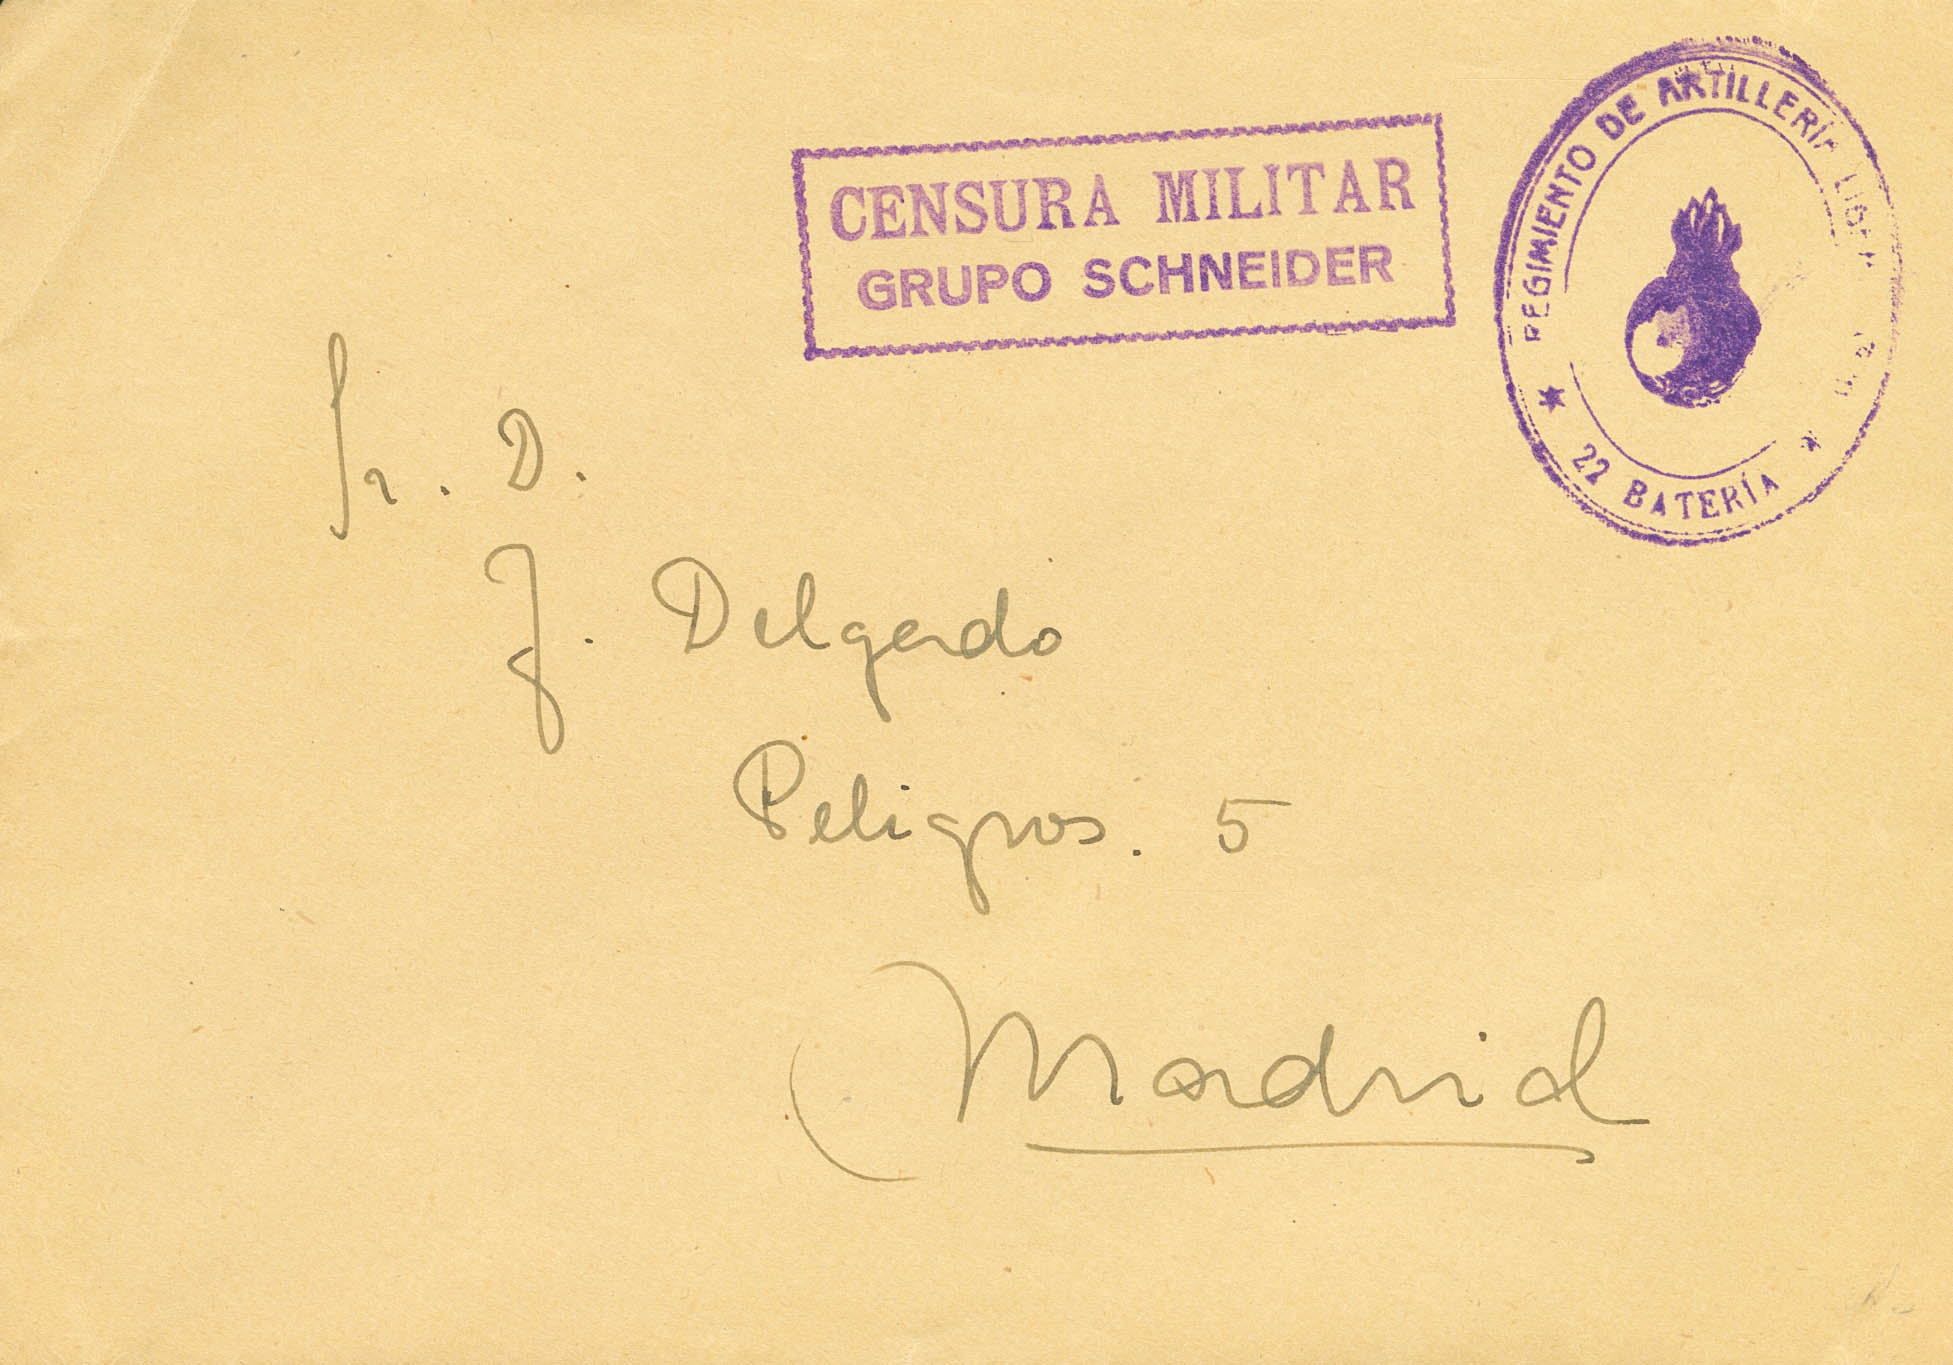 CENSURA MILITAR
GRUPO SCHNEIDER
REGIMIENTO DE ARTILLERÍA
★ 22 BATERÍA ★
Sr. D.
J. Delgado
Peligros. 5
Madrid